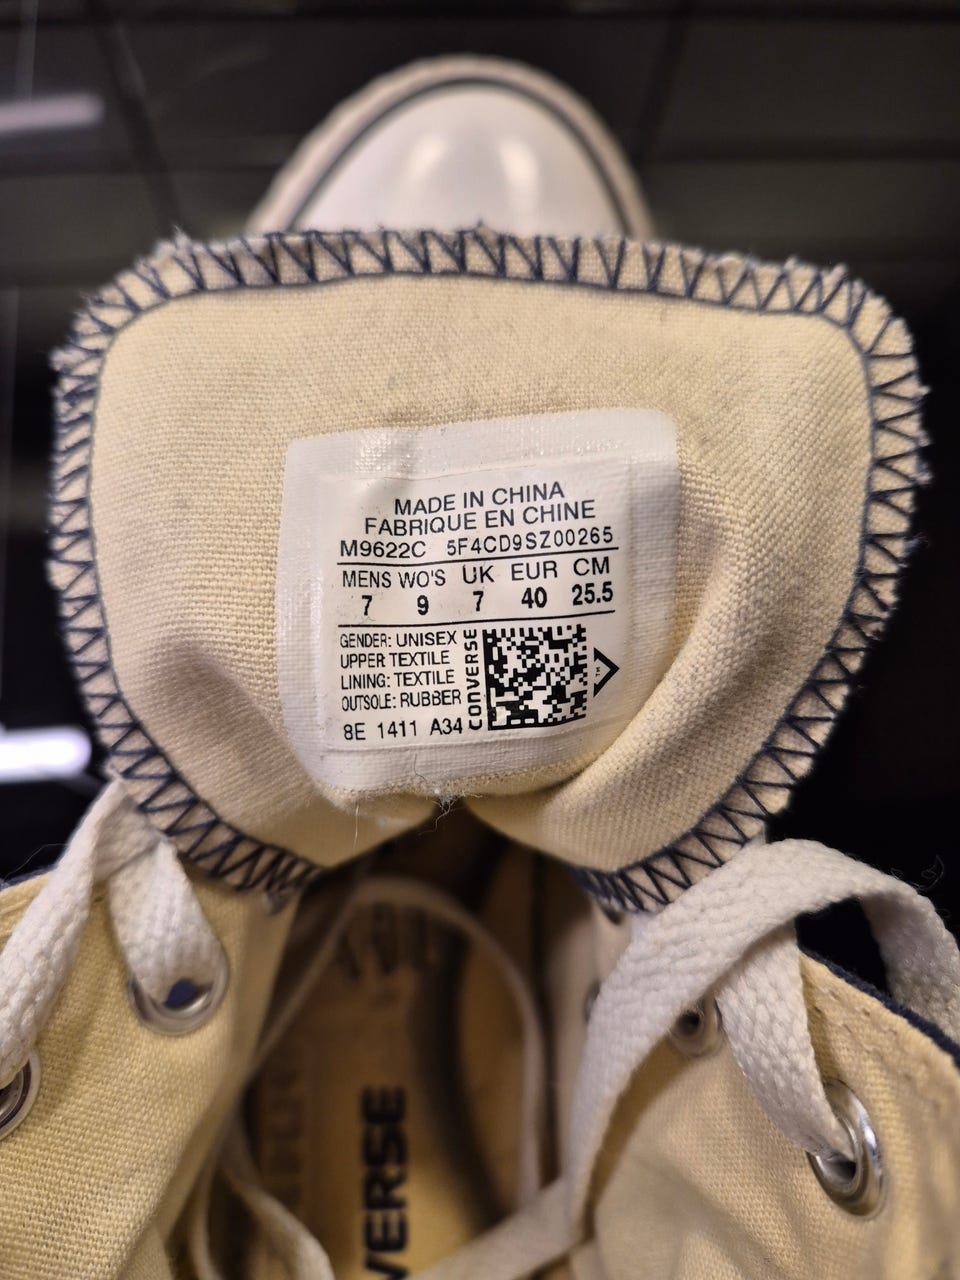 MADE IN CHINA
FABRIQUE EN CHINE
M9622C 5F4CD9SZ00265
MENS WO'S UK EUR CM
7 9 7 40 25.5
GENDER: UNISEX
UPPER TEXTILE
LINING: TEXTILE
OUTSOLE: RUBBER
8E 1411 A34
CONVERSE
TM
VERSE